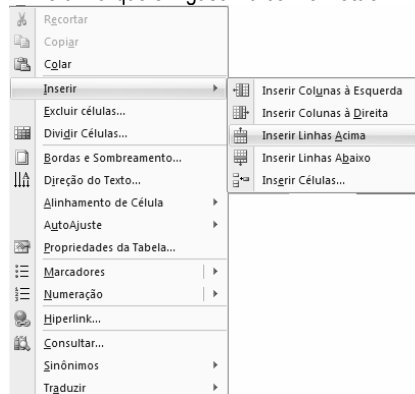 Recortar
Copiar
Colar
Inserir
Excluir células...
Dividir Células...
Bordas e Sombreamento...
Direção do Texto...
Alinhamento de Célula
AutoAjuste
Propriedades da Tabela...
Marcadores
Numeração
Hiperlink...
Consultar...
Sinônimos
Traduzir
Inserir Colunas à Esquerda
Inserir Colunas à Direita
Inserir Linhas Acima
Inserir Linhas Abaixo
Inserir Células...